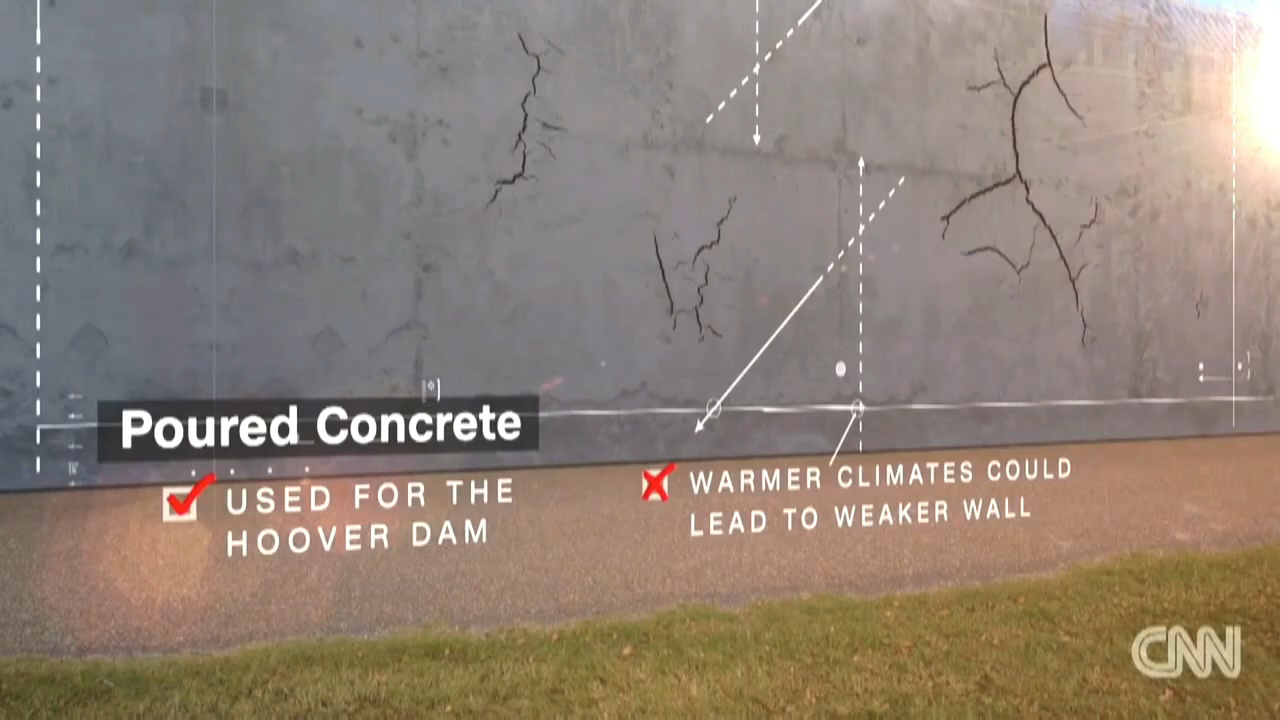 Poured Concrete
USED FOR THE
HOOVER DAM
WARMER CLIMATES COULD
LEAD TO WEAKER WALL
CNN